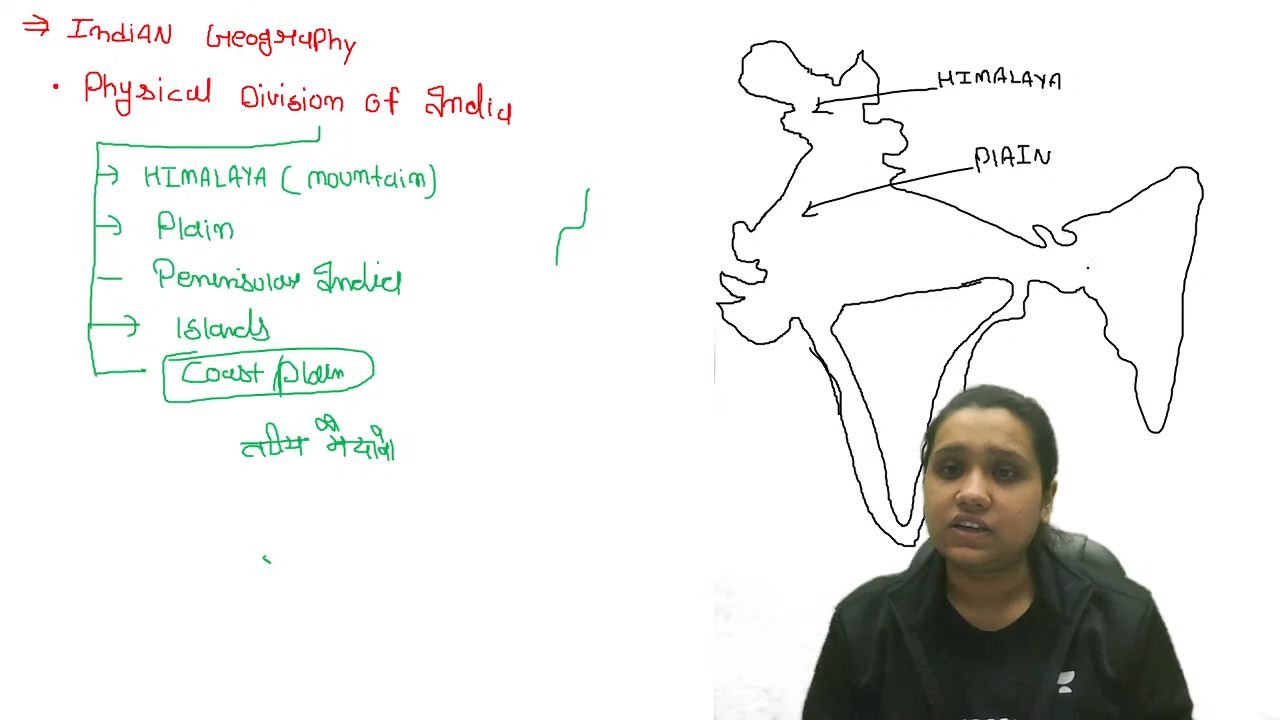 ⇒ IndiAN Geography
• Physical Division of India
→ HIMALAYA (mountain)
→ Plain
Peninsular India
→ Islands
Coast Plain
HIMALAYA
PlAIN